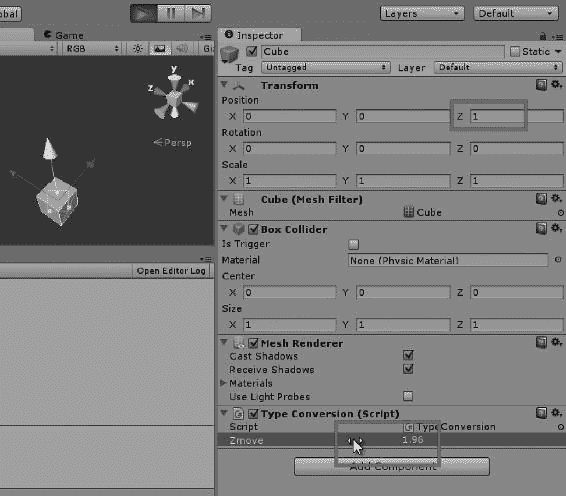 obal
Layers
Default
Game
RGB
Gi
y
x
z
Persp
Open Editor Log
Inspector
Cube
Static
Tag Untagged Layer Default
Transform
Position
X 0 Y 0 Z 1
Rotation
X 0 Y 0 Z 0
Scale
X 1 Y 1 Z 1
Cube (Mesh Filter)
Mesh Cube
Box Collider
Is Trigger
Material None (Physic Material)
Center
X 0 Y 0 Z 0
Size
X 1 Y 1 Z 1
Mesh Renderer
Cast Shadows
Receive Shadows
Materials
Use Light Probes
Type Conversion (Script)
Script TypeConversion
Zmove 1.96
Add Component